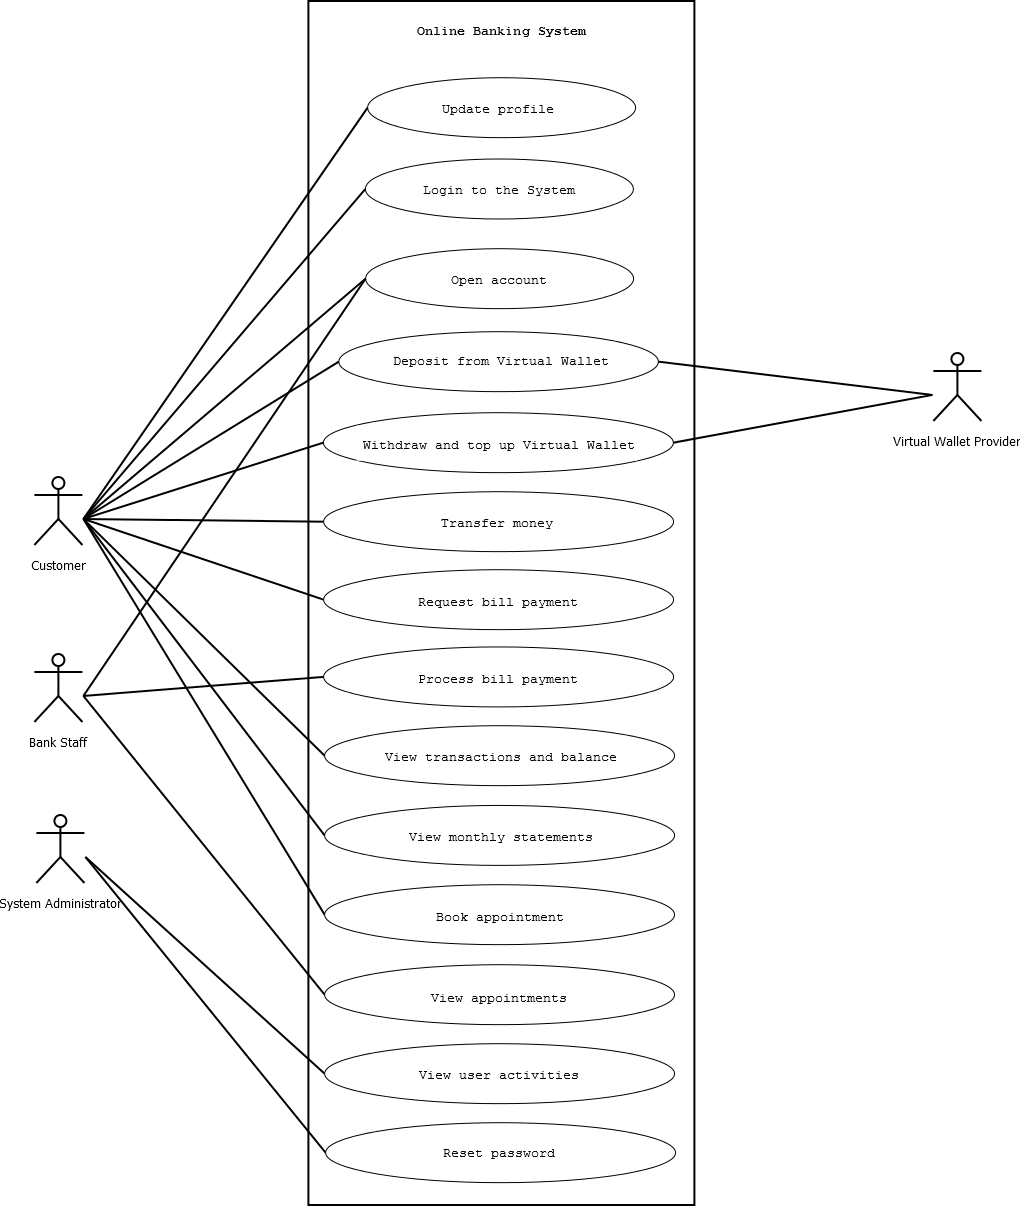 Online Banking System
Update profile
Login to the System
Open account
Deposit from Virtual Wallet
Withdraw and top up Virtual Wallet
Virtual Wallet Provider
Transfer money
Customer
Request bill payment
Process bill payment
Bank Staff
View transactions and balance
View monthly statements
System Administrator
Book appointment
View appointments
View user activities
Reset password